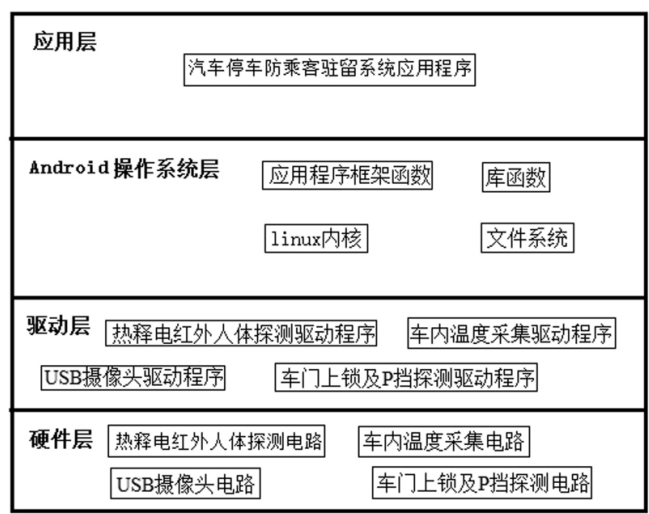 应用层
汽车停车防乘客驻留系统应用程序
Android操作系统层
应用程序框架函数
库函数
linux内核
文件系统
驱动层
热释电红外人体探测驱动程序
车内温度采集驱动程序
USB摄像头驱动程序
车门上锁及P挡探测驱动程序
硬件层
热释电红外人体探测电路
车内温度采集电路
USB摄像头电路
车门上锁及P挡探测电路